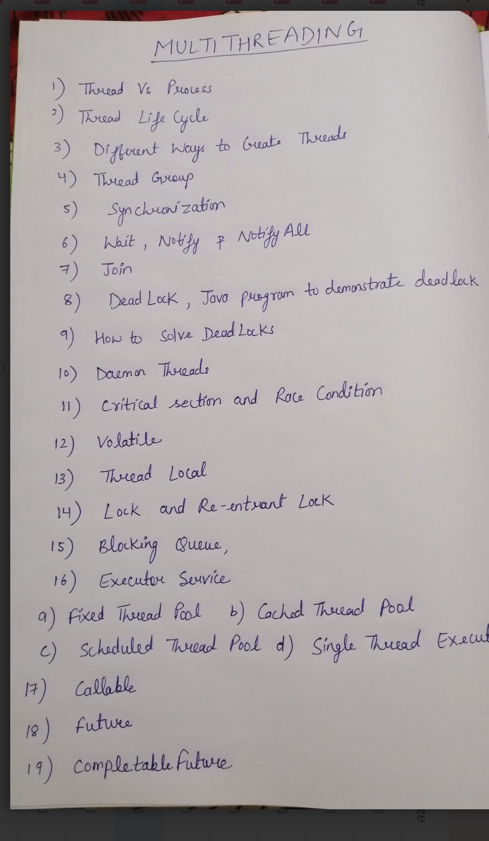 MULTITHREADING
1) Thread Vs Process
2) Thread Life Cycle
3) Different Ways to Create Threads
4) Thread Group
5) Synchronization
6) Wait, Notify & Notify All
7) Join
8) Dead Lock, Java program to demonstrate deadlock
9) How to solve DeadLocks
10) Daemon Threads
11) Critical section and Race Condition
12) Volatile
13) Thread Local
14) Lock and Re-entrant Lock
15) Blocking Queue,
16) Executor Service
a) Fixed Thread Pool b) Cached Thread Pool
c) Scheduled Thread Pool d) Single Thread Execut
17) Callable
18) Future
19) Completable Future